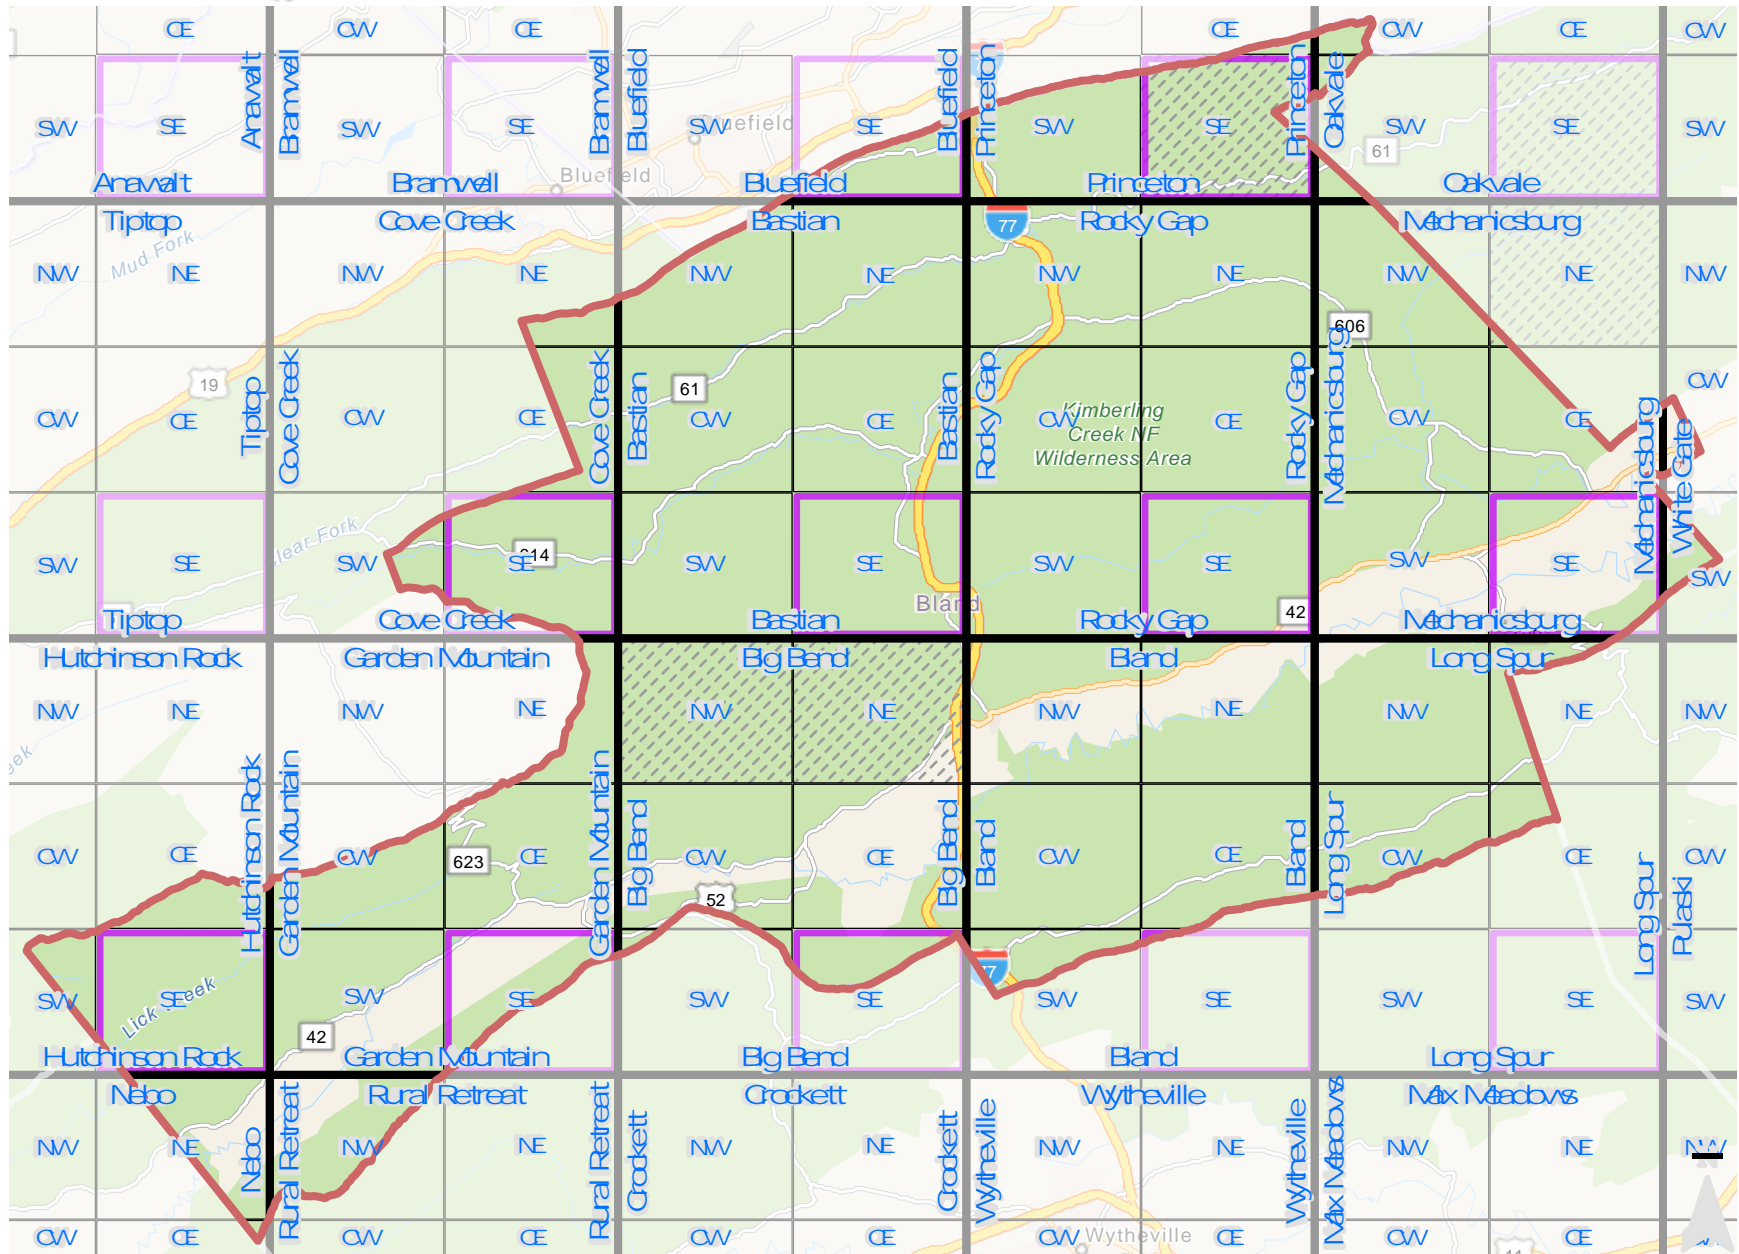 CE CW CE CE CW CE CW
Anawalt Bramwell Bramwell Bluefield Bluefield Princeton Princeton Oakvale
SW SE SW SE SW Bluefield SE SW SE SW SE SW
61
Bluefield
Anawalt Bramwell Bluefield Princeton Oakvale
Tiptop Cove Creek Bastian Rocky Gap Mechanicsburg
77
Mud Fork
NW NE NW NE NW NE NW NE NW NE NW
606
19
61
CW
Tiptop Cove Creek Cove Creek Bastian Bastian Rocky Gap Rocky Gap Mechanicsburg Mechanicsburg White Gate
CW CE CW CE CW CE CW CE CW CE
Kimberling
Creek NF
Wilderness Area
Clear Fork
614
SW SE SW SE SW SE SW SE SW SE SW
Bland
42
Tiptop Cove Creek Bastian Rocky Gap Mechanicsburg
Hutchinson Rock Garden Mountain Big Bend Bland Long Spur
NW NE NW NE NW NE NW NE NW NE NW
eek
Hutchinson Rock Garden Mountain Garden Mountain Big Bend Big Bend Bland Bland Long Spur Long Spur Pulaski
CW CE CW CE CW CE CW CE CW CE CW
623
52
77
SW SE SW SE SW SE SW SE SW SE SW
Lick Creek
42
Hutchinson Rock Garden Mountain Big Bend Bland Long Spur
Nebo Rural Retreat Crockett Wytheville Max Meadows
Nebo Rural Retreat Rural Retreat Crockett Crockett Wytheville Wytheville Max Meadows
NW NE NW NE NW NE NW NE NW NE NW
CW CE CW CE CW CE CW Wytheville CE CW CE CW
11